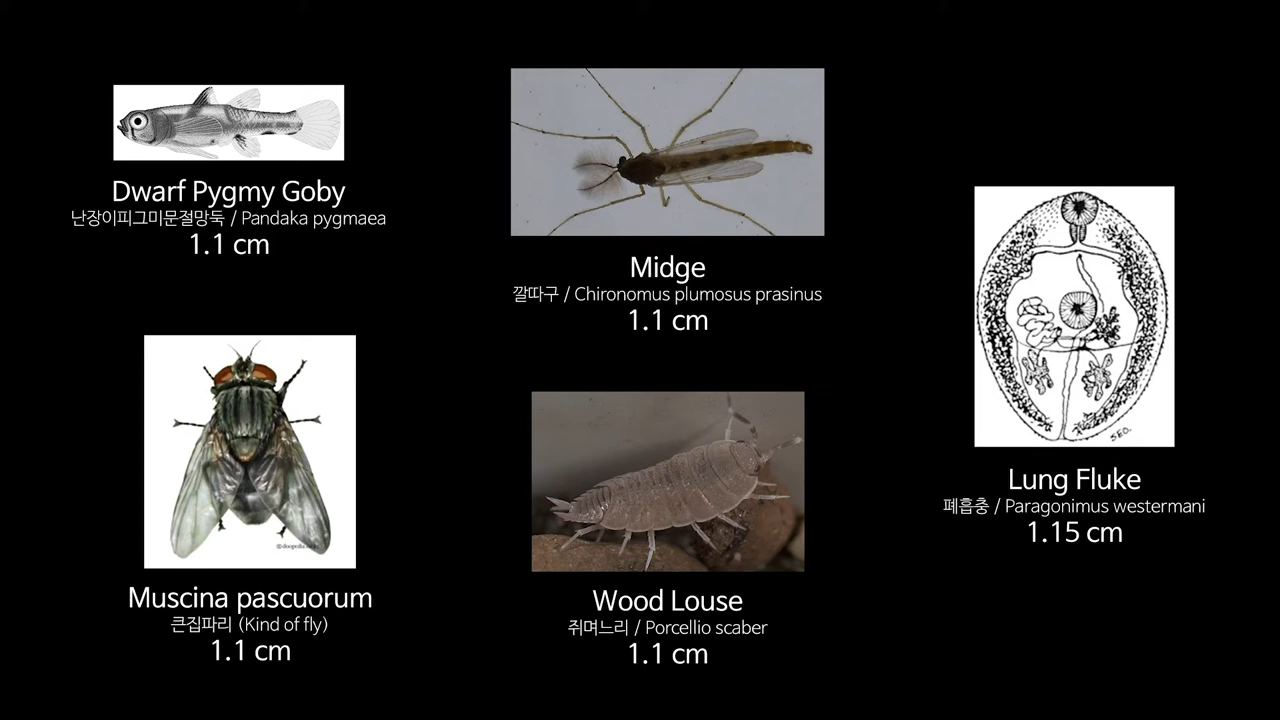 Dwarf Pygmy Goby
난장이피그미문절망둑 / Pandaka pygmaea
1.1 cm
Midge
깔따구 / Chironomus plumosus prasinus
1.1 cm
Muscina pascuorum
큰집파리 (Kind of fly)
1.1 cm
Wood Louse
쥐며느리 / Porcellio scaber
1.1 cm
S.E.O.
Lung Fluke
폐흡충 / Paragonimus westermani
1.15 cm